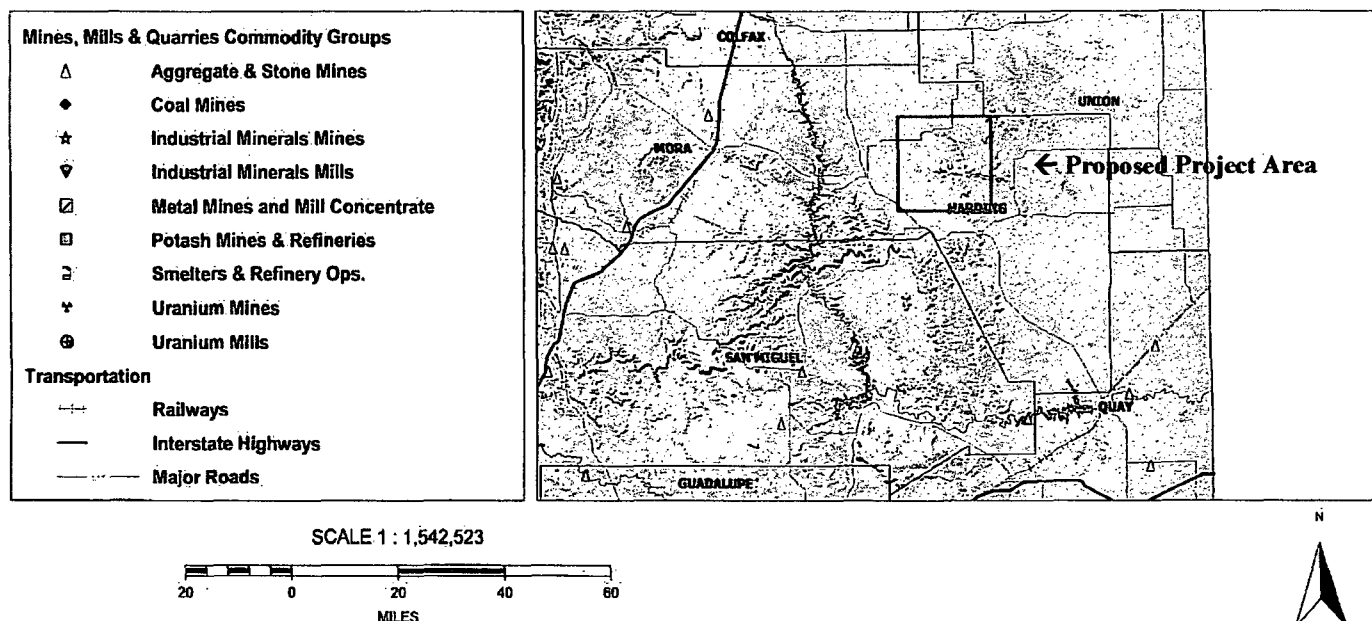 Mines, Mills & Quarries Commodity Groups
Aggregate & Stone Mines
Coal Mines
Industrial Minerals Mines
Industrial Minerals Mills
Metal Mines and Mill Concentrate
Potash Mines & Refineries
Smelters & Refinery Ops.
Uranium Mines
Uranium Mills
Transportation
Railways
Interstate Highways
Major Roads
COLFAX
UNION
MORA
← Proposed Project Area
HARDING
SAN MIGUEL
QUAY
GUADALUPE
SCALE 1 : 1,542,523
20 0 20 40 60
MILES
N